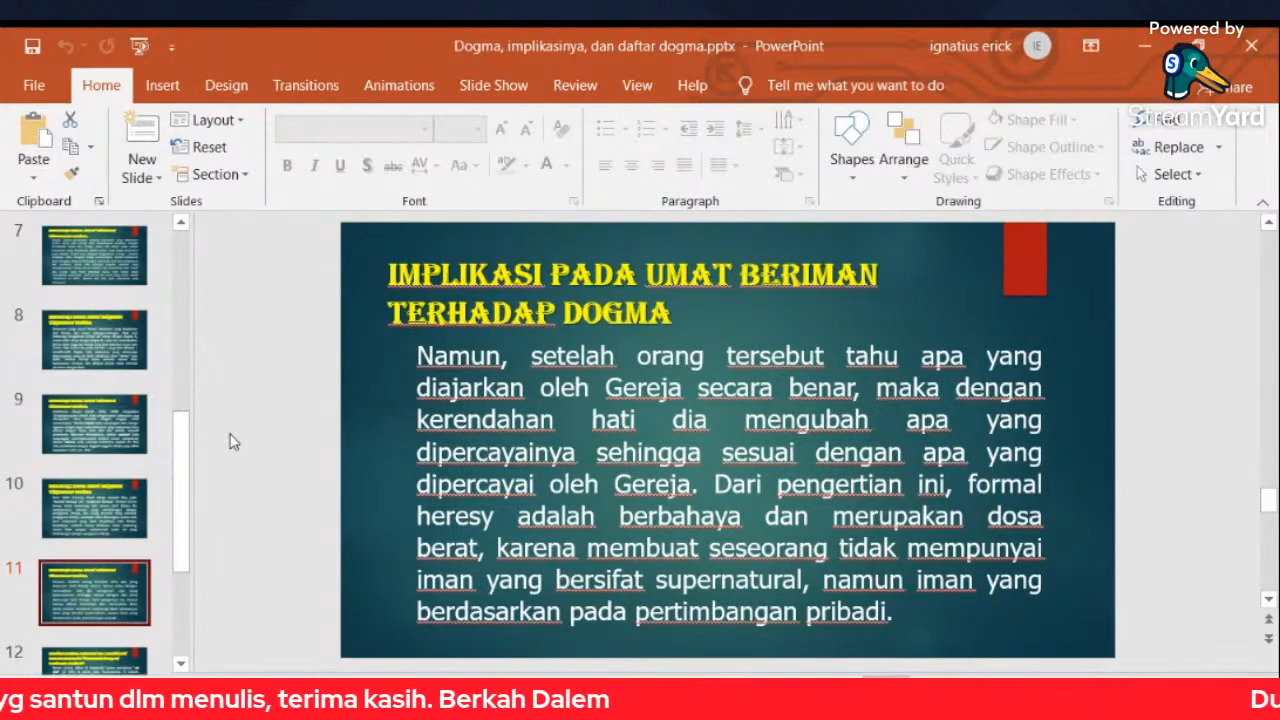 Powered by
StreamYard
Dogma, implikasinya, dan daftar dogma.pptx - PowerPoint
ignatius erick
IE
File
Home
Insert
Design
Transitions
Animations
Slide Show
Review
View
Help
Tell me what you want to do
Paste
New
Slide
Layout
Reset
Section
B
I
U
S
abc
AV
Aa
A
Shapes
Arrange
Quick
Styles
Shape Fill
Shape Outline
Shape Effects
Replace
Select
Clipboard
Slides
Font
Paragraph
Drawing
Editing
7
8
9
10
11
12
IMPLIKASI PADA UMAT BERIMAN
TERHADAP DOGMA
Namun, setelah orang tersebut tahu apa yang
diajarkan oleh Gereja secara benar, maka dengan
kerendahan hati dia mengubah apa yang
dipercayainya sehingga sesuai dengan apa yang
dipercayai oleh Gereja. Dari pengertian ini, formal
heresy adalah berbahaya dan merupakan dosa
berat, karena membuat seseorang tidak mempunyai
iman yang bersifat supernatural, namun iman yang
berdasarkan pada pertimbangan pribadi.
yg santun dlm menulis, terima kasih. Berkah Dalem
Du